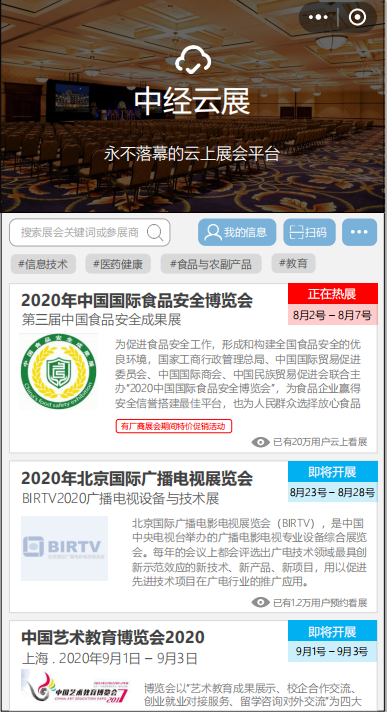 中经云展
永不落幕的云上展会平台
搜索展会关键词或参展商
我的信息
扫码
#信息技术
#医药健康
#食品与农副产品
#教育
2020年中国国际食品安全博览会
正在热展
第三届中国食品安全成果展
8月2号 – 8月7号
为促进食品安全工作，形成和构建全国食品安全的优
良环境，国家工商行政管理总局、中国国际贸易促进
委员会、中国国际商会、中国民族贸易促进会联合主
办“2020中国国际食品安全博览会”，为食品企业赢得
安全信誉搭建最佳平台，也为人民群众选择放心食品
有厂商展会期间特价促销活动
已有20万用户云上看展
2020年北京国际广播电视展览会
即将开展
BIRTV2020广播电视设备与技术展
8月23号 – 8月28号
BIRTV
北京国际广播电影电视展览会（BIRTV），是中国
中央电视台举办的广播电影电视专业设备综合展览
会。每年的会议上都会评选出广电技术领域最具创
新示范效应的新技术、新产品、新项目，用以促进
先进技术项目在广电行业的推广应用。
已有1.2万用户预约看展
中国艺术教育博览会2020
即将开展
上海 . 2020年9月1日 – 9月3日
9月1号 – 9月3号
中国艺术教育博览会
博览会以“艺术教育成果展示、校企合作交流、
创业就业对接服务、留学咨询对外交流”为四大